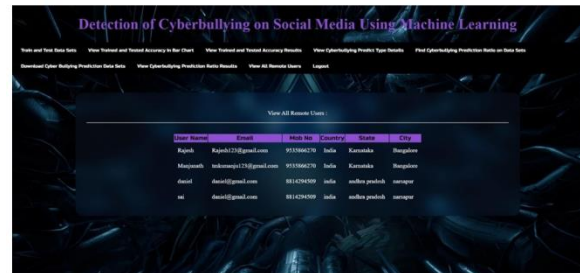 Detection of Cyberbullying on Social Media Using Machine Learning
Train and Test Data Sets View Trained and Tested Accuracy in Bar Chart View Trained and Tested Accuracy Results View Cyberbullying Predict Type Details Find Cyberbullying Prediction Ratio on Data Sets
Download Cyber Bullying Prediction Data Sets View Cyberbullying Prediction Ratio Results View All Remote Users Logout
View All Remote Users :
User Name Email Mob No Country State City
Rajesh Rajesh123@gmail.com 9535866270 India Karnataka Bangalore
Manjunath tmksmanju123@gmail.com 9535866270 India Karnataka Bangalore
daniel daniel@gmail.com 8814294509 india andhra pradesh narsapur
sai daniel@gmail.com 8814294509 india andhra pradesh narsapur